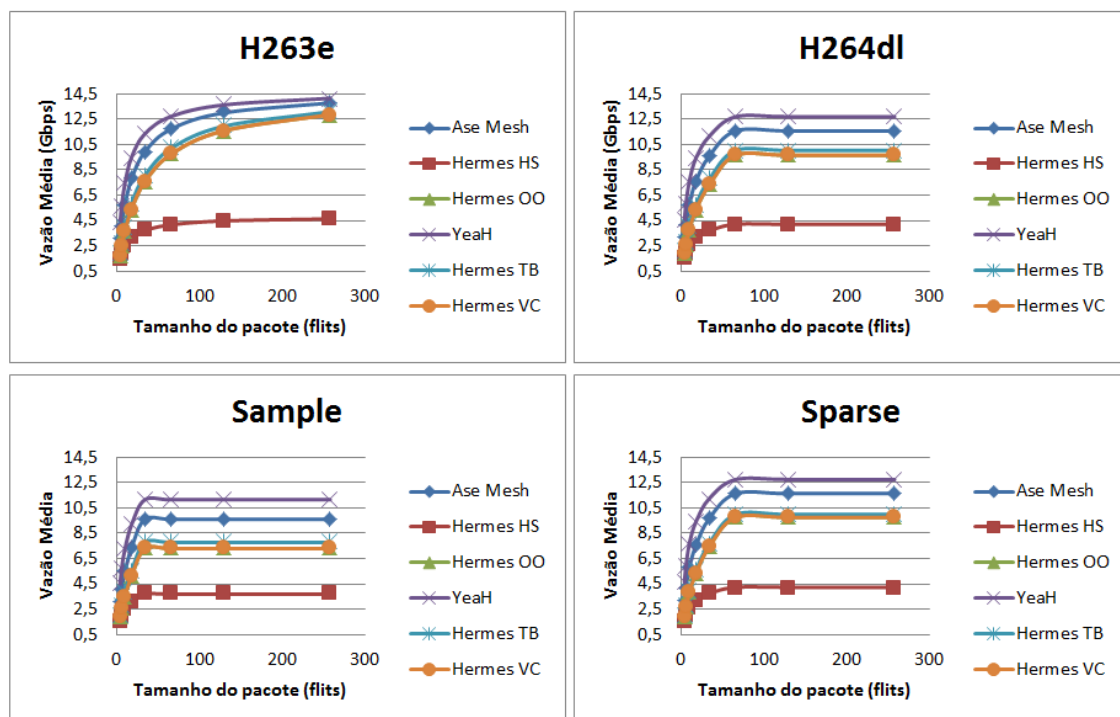 H263e
14,5
12,5
10,5
8,5
6,5
4,5
2,5
0,5
Vazão Média (Gbps)
0 100 200 300
Tamanho do pacote (flits)
Ase Mesh
Hermes HS
Hermes OO
YeaH
Hermes TB
Hermes VC
H264dl
14,5
12,5
10,5
8,5
6,5
4,5
2,5
0,5
Vazão Média (Gbps)
0 100 200 300
Tamanho do pacote (flits)
Ase Mesh
Hermes HS
Hermes OO
YeaH
Hermes TB
Hermes VC
Sample
14,5
12,5
10,5
8,5
6,5
4,5
2,5
0,5
Vazão Média
0 100 200 300
Tamanho do pacote (flits)
Ase Mesh
Hermes HS
Hermes OO
YeaH
Hermes TB
Hermes VC
Sparse
14,5
12,5
10,5
8,5
6,5
4,5
2,5
0,5
Vazão Média
0 100 200 300
Tamanho do pacote (flits)
Ase Mesh
Hermes HS
Hermes OO
YeaH
Hermes TB
Hermes VC